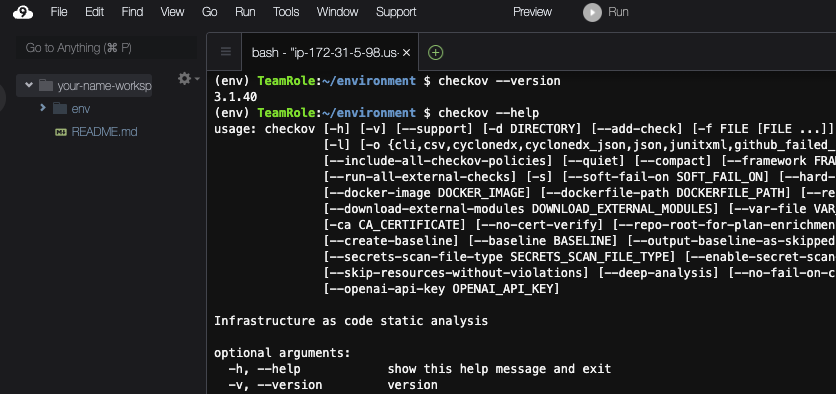 9 File Edit Find View Go Run Tools Window Support Preview Run
Go to Anything (⌘ P)
bash - "ip-172-31-5-98.us-
your-name-worksp
env
README.md
(env) TeamRole:~/environment $ checkov --version
3.1.40
(env) TeamRole:~/environment $ checkov --help
usage: checkov [-h] [-v] [--support] [-d DIRECTORY] [--add-check] [-f FILE [FILE ...]]
[-l] [-o {cli,csv,cyclonedx,cyclonedx_json,json,junitxml,github_failed_
[--include-all-checkov-policies] [--quiet] [--compact] [--framework FRAM
[--run-all-external-checks] [-s] [--soft-fail-on SOFT_FAIL_ON] [--hard-
[--docker-image DOCKER_IMAGE] [--dockerfile-path DOCKERFILE_PATH] [--re
[--download-external-modules DOWNLOAD_EXTERNAL_MODULES] [--var-file VAR_
[-ca CA_CERTIFICATE] [--no-cert-verify] [--repo-root-for-plan-enrichmen
[--create-baseline] [--baseline BASELINE] [--output-baseline-as-skipped
[--secrets-scan-file-type SECRETS_SCAN_FILE_TYPE] [--enable-secret-scan
[--skip-resources-without-violations] [--deep-analysis] [--no-fail-on-c
[--openai-api-key OPENAI_API_KEY]
Infrastructure as code static analysis
optional arguments:
-h, --help show this help message and exit
-v, --version version